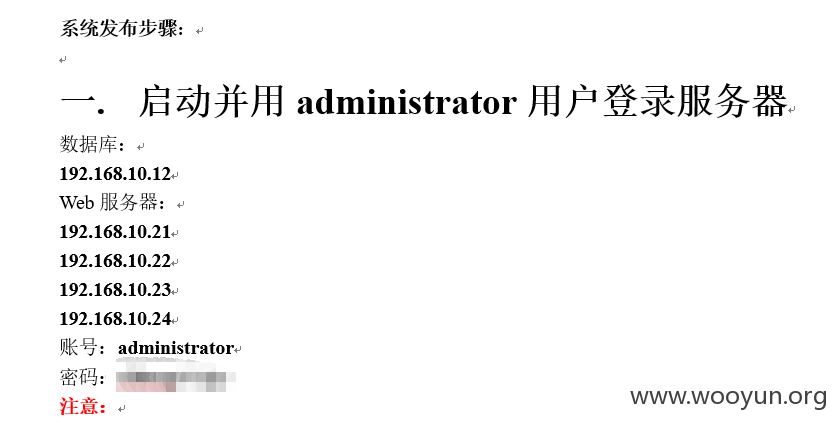 系统发布步骤：
一. 启动并用 administrator 用户登录服务器
数据库：
192.168.10.12
Web 服务器：
192.168.10.21
192.168.10.22
192.168.10.23
192.168.10.24
账号：administrator
密码：
注意：
www.wooyun.org